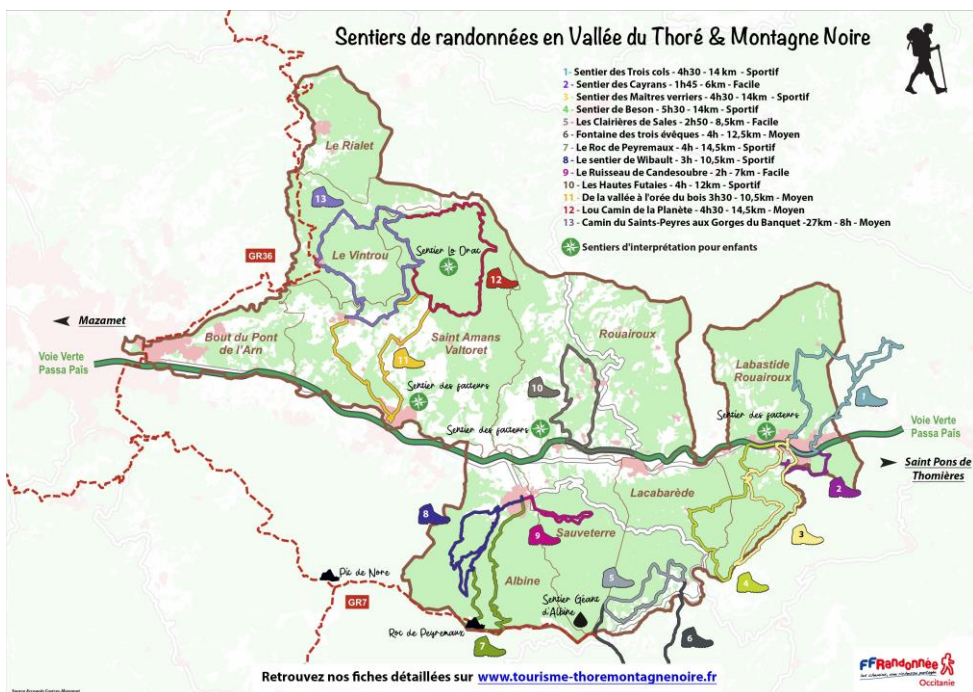 Sentiers de randonnées en Vallée du Thoré & Montagne Noire
1- Sentier des Trois cols - 4h30 - 14 km - Sportif
2 - Sentier des Cayrans - 1h45 - 6km - Facile
3 - Sentier des Maîtres verriers - 4h30 - 14km - Sportif
4 - Sentier de Beson - 5h30 - 14km - Sportif
5 - Les Clairières de Sales - 2h50 - 8,5km - Facile
6 - Fontaine des trois évêques - 4h - 12,5km - Moyen
7 - Le Roc de Peyremaux - 4h - 14,5km - Sportif
8 - Le sentier de Wibault - 3h - 10,5km - Sportif
9 - Le Ruisseau de Candesoubre - 2h - 7km - Facile
10 - Les Hautes Futaies - 4h - 12km - Sportif
11 - De la vallée à l'orée du bois 3h30 - 10,5km - Moyen
12 - Lou Camin de la Planète - 4h30 - 14,5km - Moyen
13 - Camin du Saints-Peyres aux Gorges du Banquet -27km - 8h - Moyen
Sentiers d'interprétation pour enfants
Le Rialet
13
GR36
Le Vintrou
Sentier Lo Drac
12
Mazamet
Bout du Pont
de l'Arn
Saint Amans
Valtoret
Rouairoux
Labastide
Rouairoux
Voie Verte
Passa Païs
11
Sentier des facteurs
10
Sentier des facteurs
Sentier des facteurs
1
Voie Verte
Passa Païs
Saint Pons de
Thomières
2
Lacabarède
8
9
Sauveterre
3
Albine
5
4
Pic de Nore
Sentier Géant
d'Albine
GR7
Roc de Peyremaux
7
6
Retrouvez nos fiches détaillées sur www.tourisme-thoremontagnenoire.fr
FFRandonnée
Occitanie